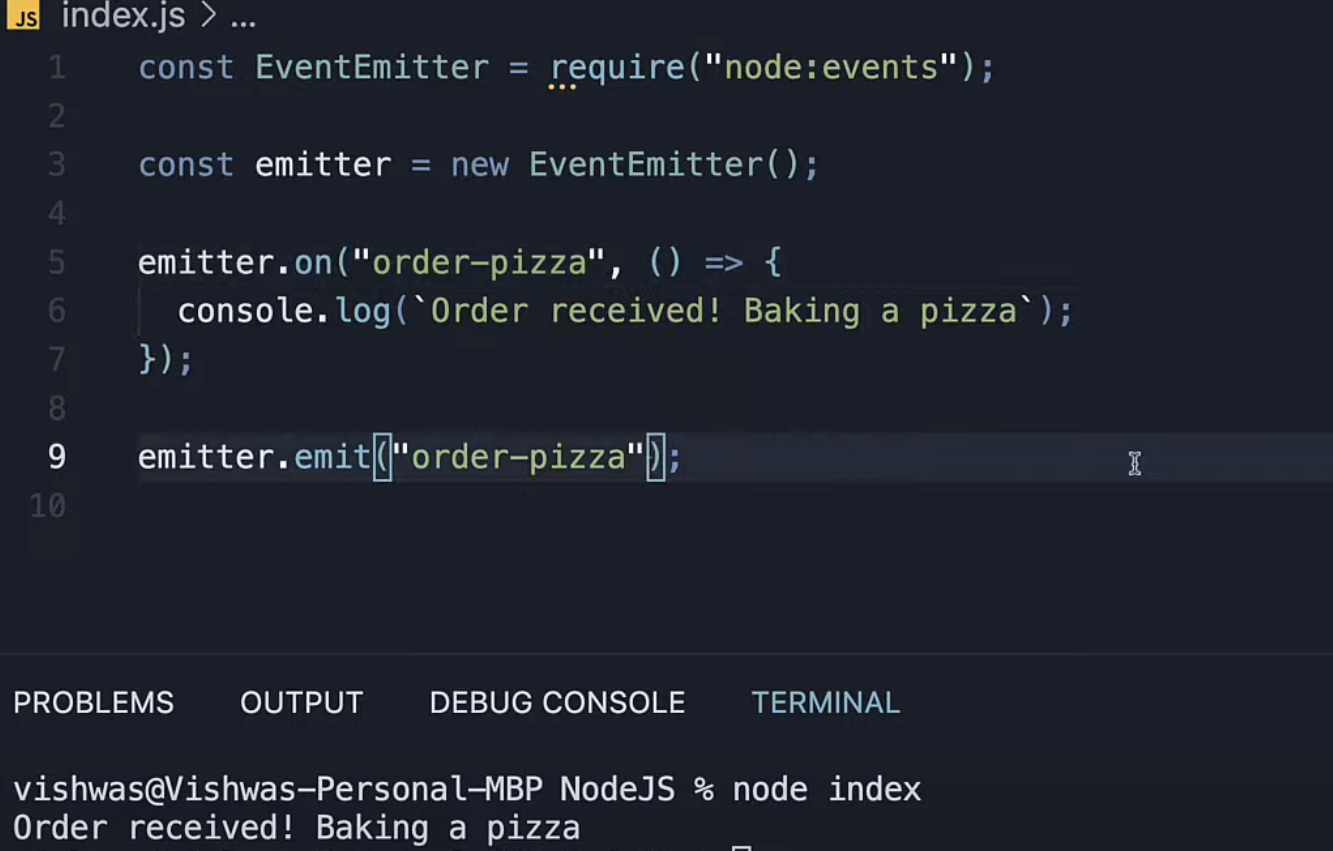 JS index.js > ...
1 const EventEmitter = require("node:events");
2
3 const emitter = new EventEmitter();
4
5 emitter.on("order-pizza", () => {
6   console.log(`Order received! Baking a pizza`);
7 });
8
9 emitter.emit("order-pizza");
10
PROBLEMS OUTPUT DEBUG CONSOLE TERMINAL
vishwas@Vishwas-Personal-MBP NodeJS % node index
Order received! Baking a pizza